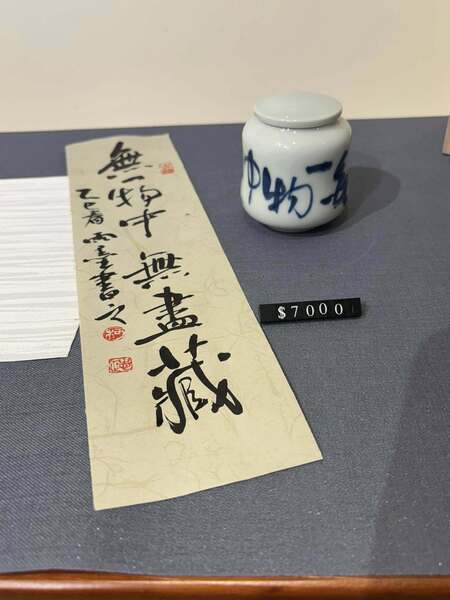 無一物中 無盡藏
乙巳春 書之
無一物中
$7000